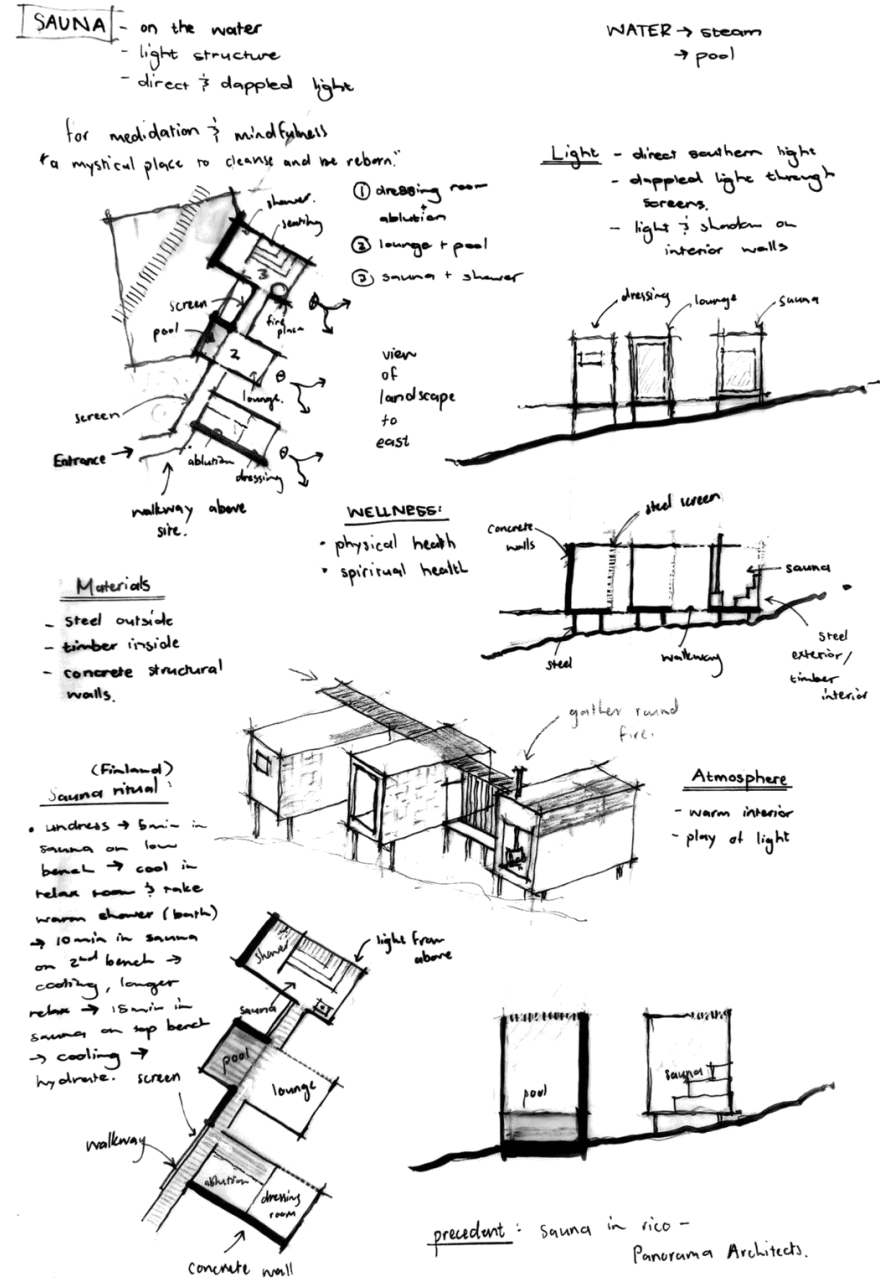 SAUNA
- on the water
- light structure
- direct & dappled light
WATER → steam
→ pool
for medidation & mindfulness
"a mystical place to cleanse and be reborn."
Light - direct southern light
- dappled light through
screens.
- light & shadow on
interior walls
① dressing room
+
ablution
② lounge + pool
③ sauna + shower
shower.
seating
3
screen
pool
fire
place
2
lounge.
screen
Entrance →
ablution
dressing
walkway above
site.
view
of
landscape
to
east
dressing
lounge
sauna
WELLNESS:
• physical health
• spiritual health
concrete
walls
steel screen
sauna
steel
walkway
steel
exterior/
timber
interior
Materials
- steel outside
- timber inside
- concrete structural
walls.
gather round
fire.
Atmosphere
- warm interior
- play of light
(Finland)
Sauna ritual:
• undress → 5min in
sauna on low
bench → cool in
relax room & take
warm shower (bath)
→ 10min in sauna
on 2nd bench →
cooling, longer
relax → 15min in
sauna on top bench
→ cooling →
hydrate.
screen
shower
light from
above
sauna
pool
lounge
walkway
ablution
dressing
room
concrete wall
pool
sauna
precedent: sauna in rico -
Panorama Architects.